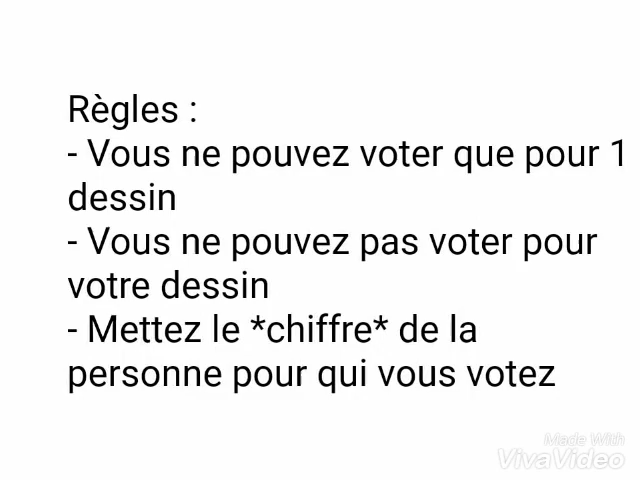 Règles :
- Vous ne pouvez voter que pour 1
dessin
- Vous ne pouvez pas voter pour
votre dessin
- Mettez le *chiffre* de la
personne pour qui vous votez
Made With
VivaVideo